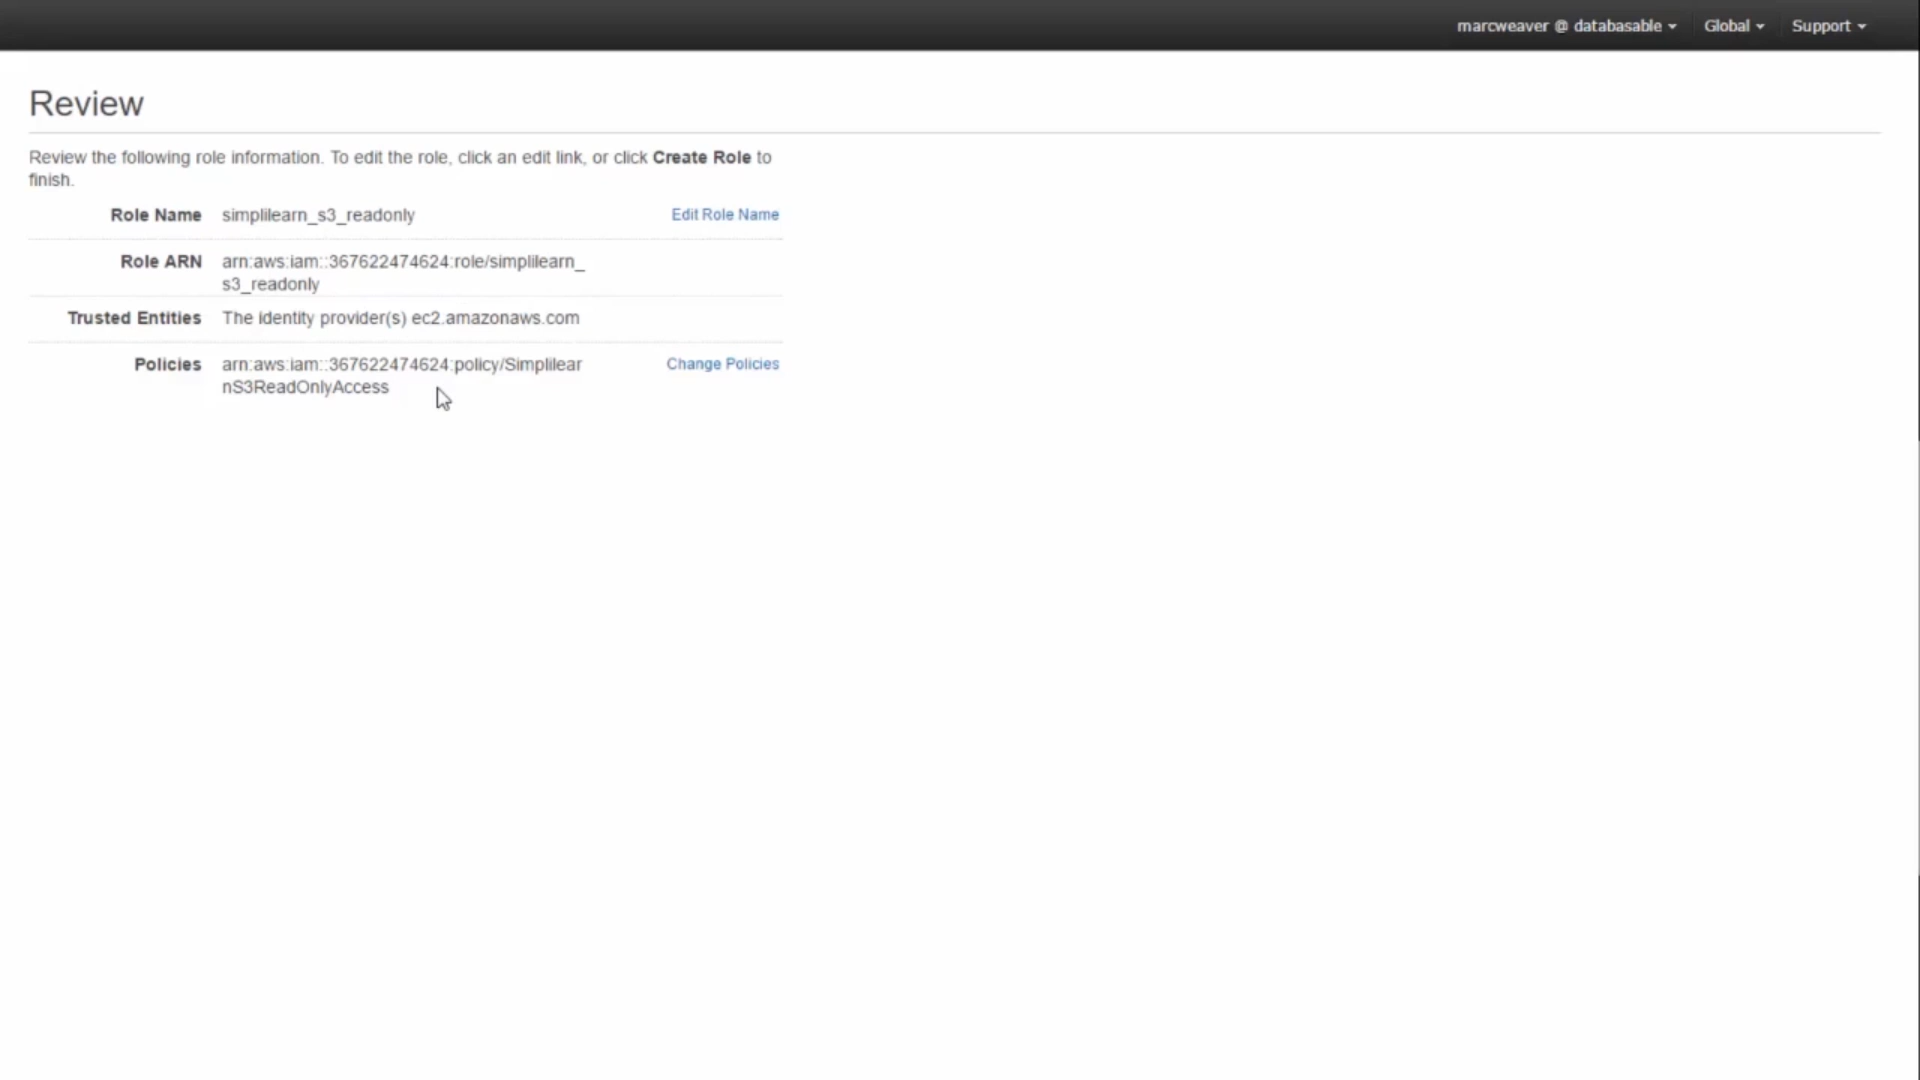 marcweaver @ databasable Global Support
Review
Review the following role information. To edit the role, click an edit link, or click Create Role to
finish.
Role Name simplilearn_s3_readonly Edit Role Name
Role ARN arn:aws:iam::367622474624:role/simplilearn_
s3_readonly
Trusted Entities The identity provider(s) ec2.amazonaws.com
Policies arn:aws:iam::367622474624:policy/Simplilear Change Policies
nS3ReadOnlyAccess